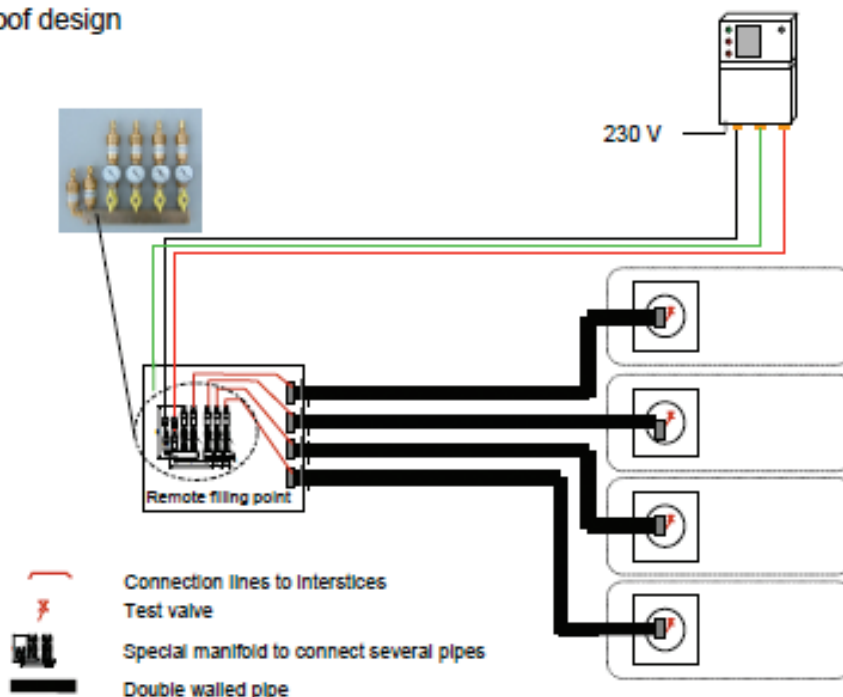 oof design
230 V
Remote filling point
Connection lines to interstices
Test valve
Special manifold to connect several pipes
Double walled pipe